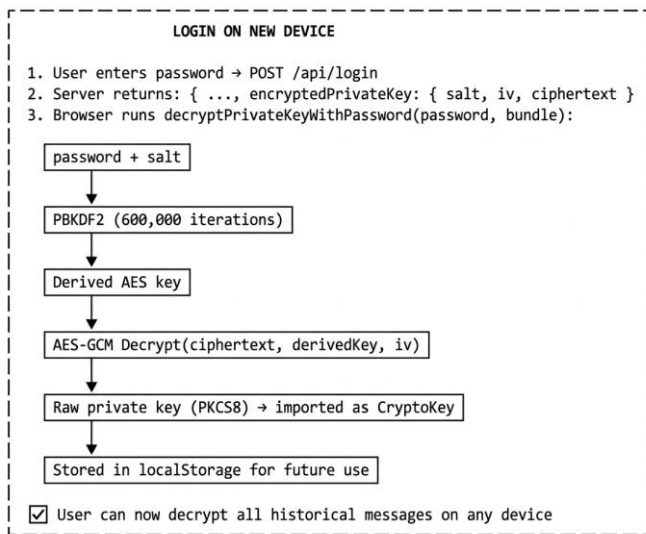 LOGIN ON NEW DEVICE
1. User enters password → POST /api/login
2. Server returns: { ..., encryptedPrivateKey: { salt, iv, ciphertext }
3. Browser runs decryptPrivateKeyWithPassword(password, bundle):
password + salt
PBKDF2 (600,000 iterations)
Derived AES key
AES-GCM Decrypt(ciphertext, derivedKey, iv)
Raw private key (PKCS8) → imported as CryptoKey
Stored in localStorage for future use
☑ User can now decrypt all historical messages on any device